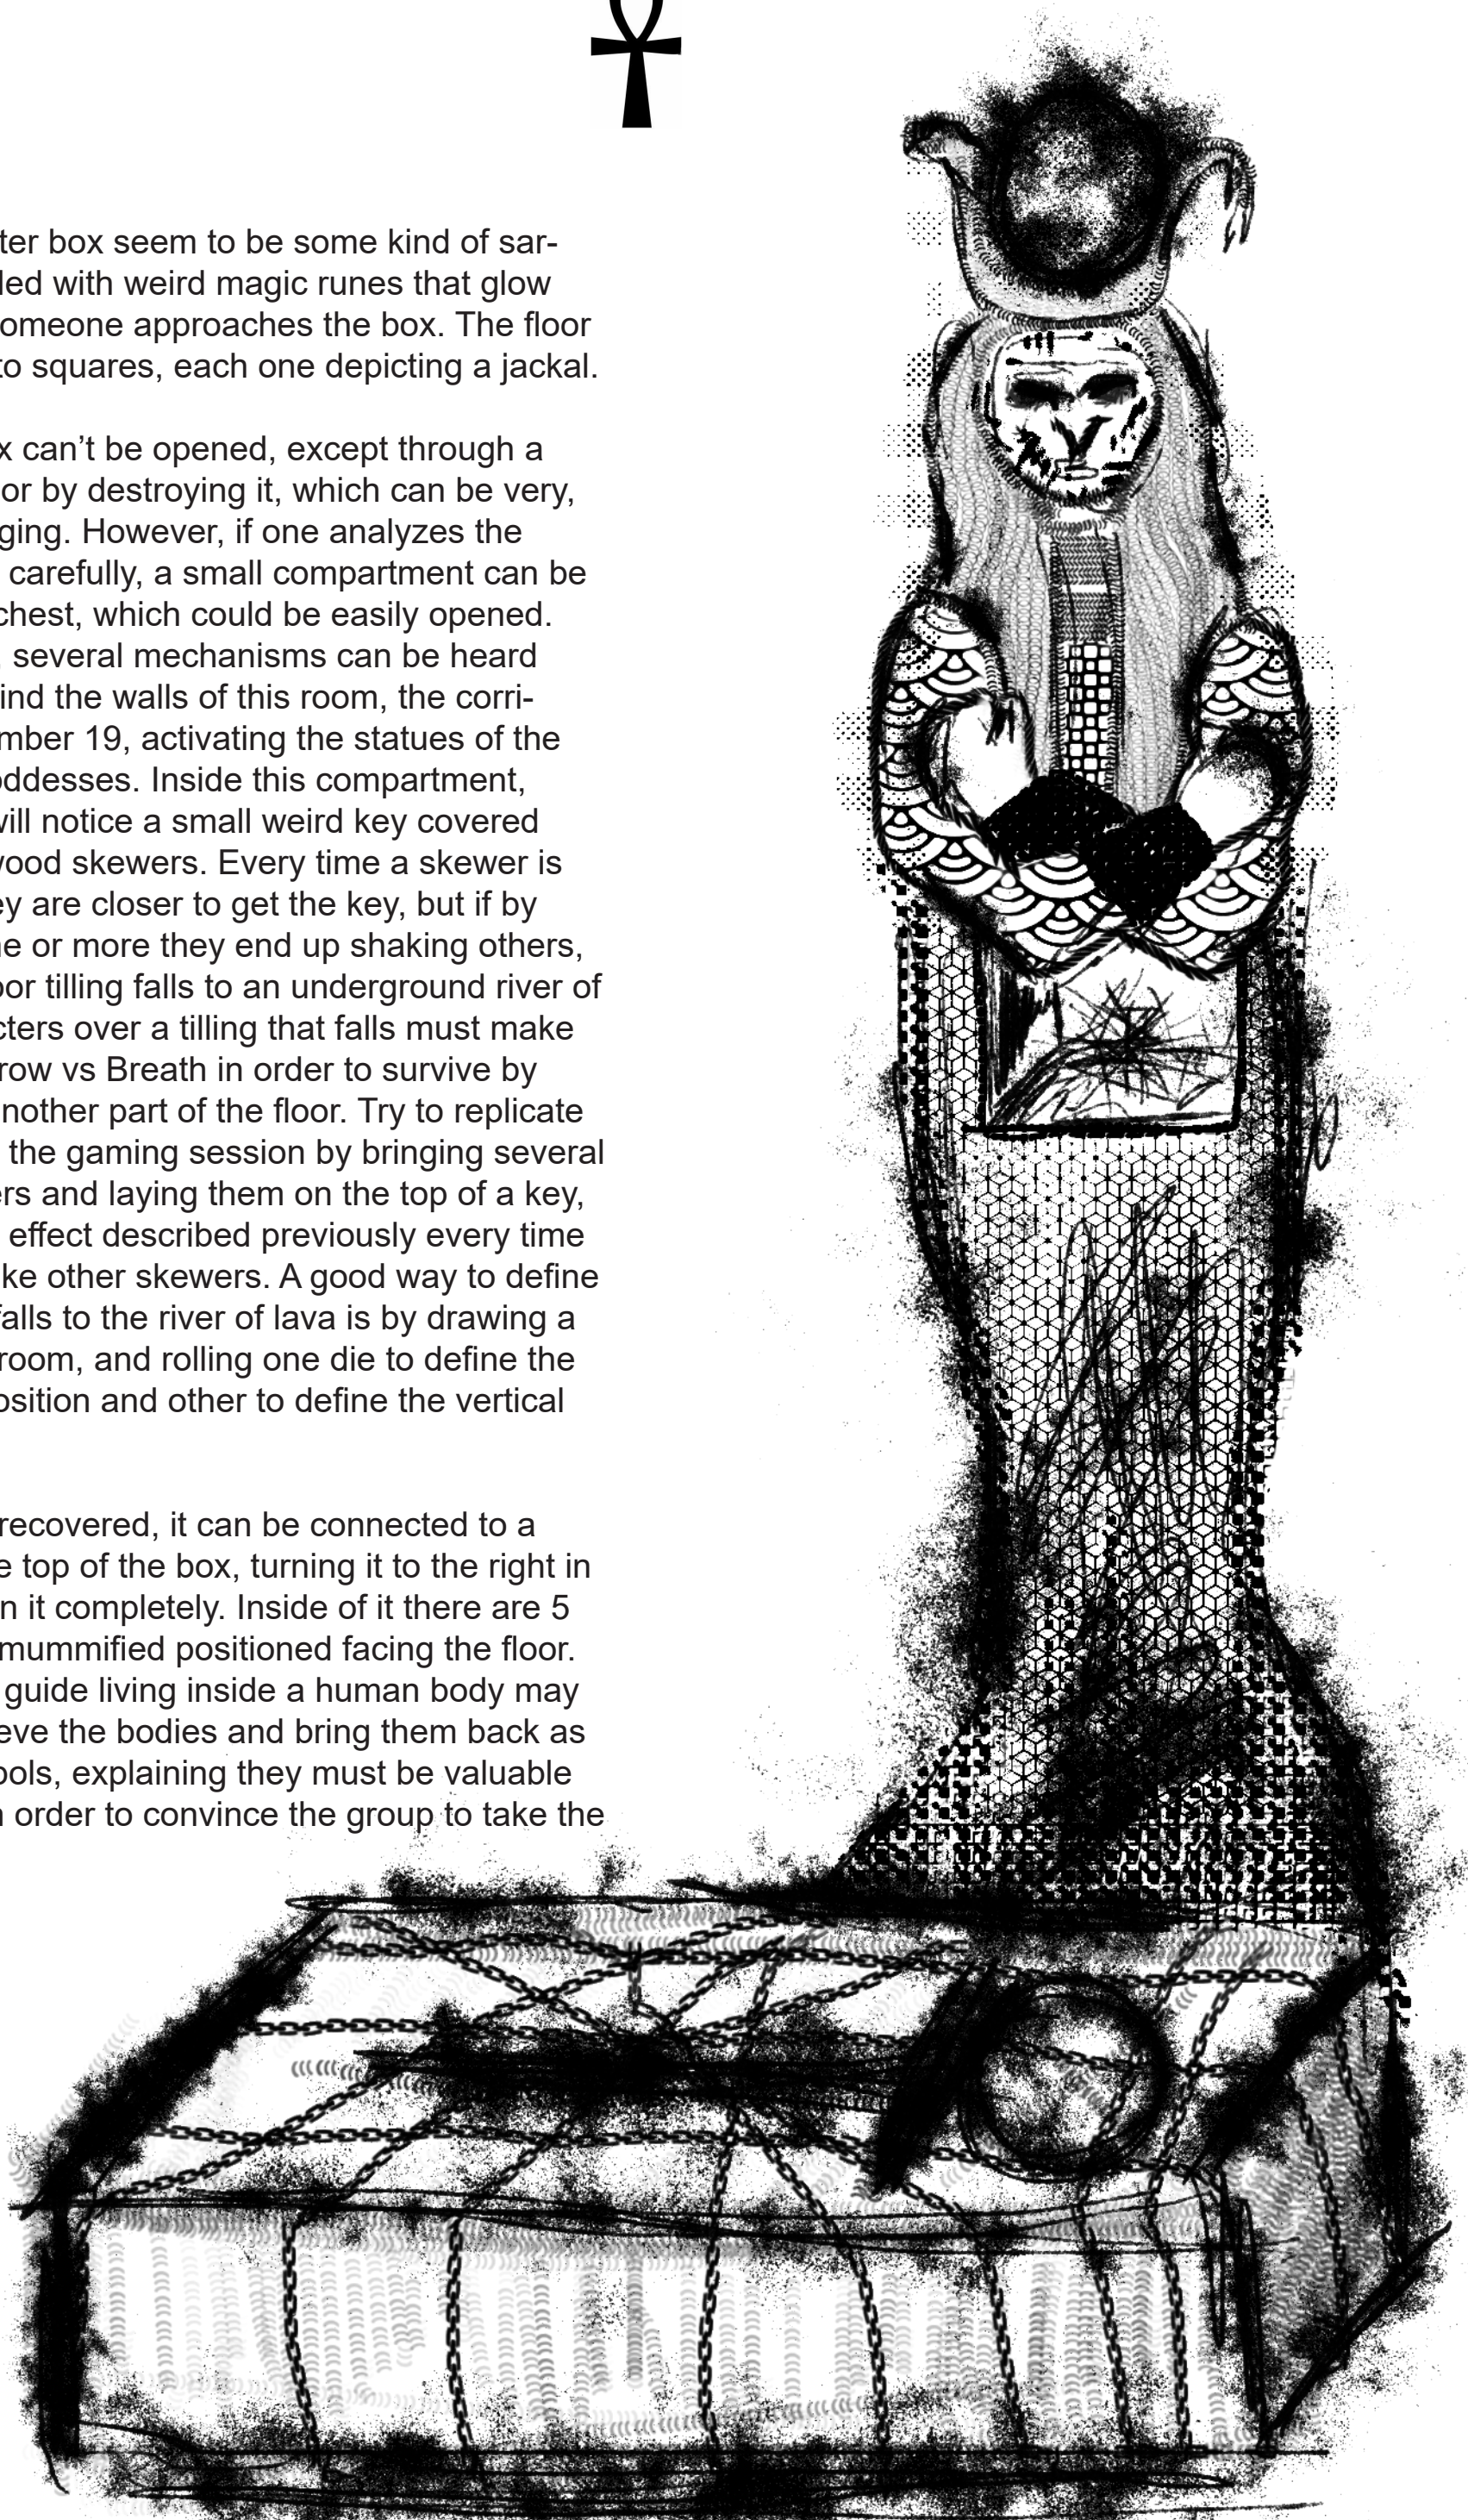 ter box seem to be some kind of sar-
led with weird magic runes that glow
omeone approaches the box. The floor
to squares, each one depicting a jackal.
x can’t be opened, except through a
or by destroying it, which can be very,
ging. However, if one analyzes the
carefully, a small compartment can be
chest, which could be easily opened.
, several mechanisms can be heard
ind the walls of this room, the corri-
mber 19, activating the statues of the
oddesses. Inside this compartment,
will notice a small weird key covered
wood skewers. Every time a skewer is
ey are closer to get the key, but if by
ne or more they end up shaking others,
oor tilling falls to an underground river of
cters over a tilling that falls must make
row vs Breath in order to survive by
nother part of the floor. Try to replicate
the gaming session by bringing several
ers and laying them on the top of a key,
effect described previously every time
ke other skewers. A good way to define
falls to the river of lava is by drawing a
room, and rolling one die to define the
osition and other to define the vertical
recovered, it can be connected to a
e top of the box, turning it to the right in
n it completely. Inside of it there are 5
mummified positioned facing the floor.
guide living inside a human body may
eve the bodies and bring them back as
ools, explaining they must be valuable
n order to convince the group to take the